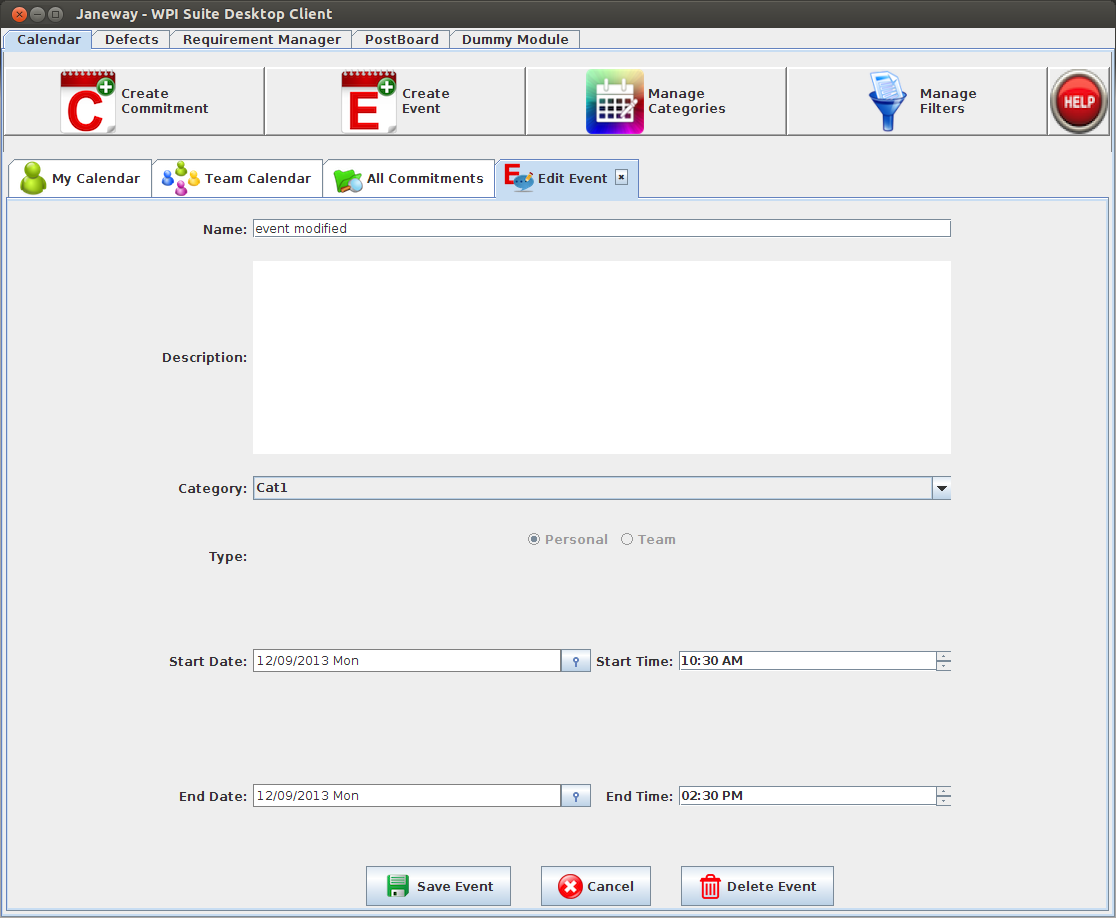 Janeway - WPI Suite Desktop Client
Calendar Defects Requirement Manager PostBoard Dummy Module
C Create Commitment
E Create Event
Manage Categories
Manage Filters
HELP
My Calendar Team Calendar All Commitments E Edit Event
Name: event modified
Description:
Category: Cat1
Personal Team
Type:
Start Date: 12/09/2013 Mon Start Time: 10:30 AM
End Date: 12/09/2013 Mon End Time: 02:30 PM
Save Event Cancel Delete Event